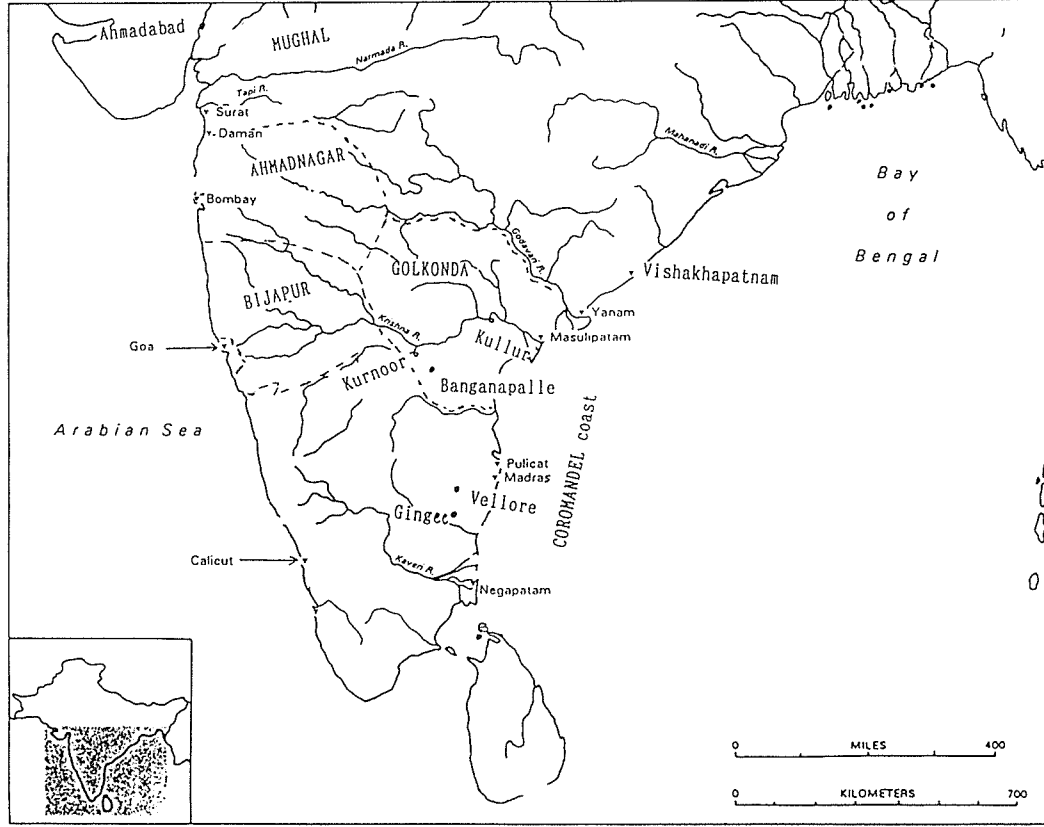 Ahmadabad
MUGHAL
Narmada R.
Tapi R.
Surat
Daman
AHMADNAGAR
Mahanadi R.
Bay
of
Bengal
Bombay
Godavari R.
GOLKONDA
Vishakhapatnam
BIJAPUR
Yanam
Krishna R.
Masulipatam
Goa
Kullur
Kurnoor
Banganapalle
Arabian Sea
COROMANDEL coast
Pulicat
Madras
Vellore
Gingee
Calicut
Kaveri R.
Negapatam
0 MILES 400
0 KILOMETERS 700